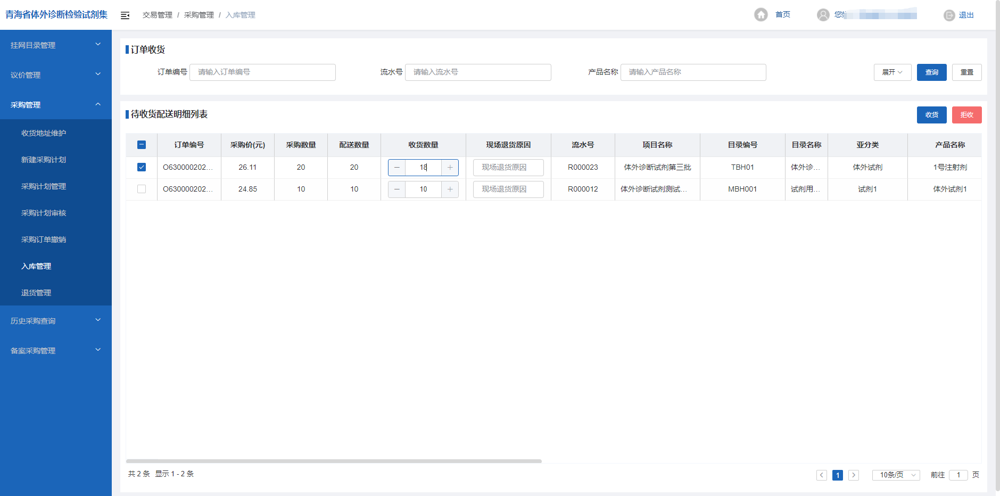 青海省体外诊断检验试剂集
交易管理 / 采购管理 / 入库管理
首页
您
退出
挂网目录管理
议价管理
采购管理
收货地址维护
新建采购计划
采购计划管理
采购计划审核
采购订单撤销
入库管理
退货管理
历史采购查询
备案采购管理
订单收货
订单编号 请输入订单编号 流水号 请输入流水号 产品名称 请输入产品名称 展开 查询 重置
待收货配送明细列表 收货 拒收
订单编号 采购价(元) 采购数量 配送数量 收货数量 现场退货原因 流水号 项目名称 目录编号 目录名称 亚分类 产品名称
O630000202... 26.11 20 20 − 18 + 现场退货原因 R000023 体外诊断试剂第三批 TBH01 体外诊... 体外试剂 1号注射剂
O630000202... 24.85 10 10 − 10 + 现场退货原因 R000012 体外诊断试剂测试... MBH001 试剂用... 试剂1 体外试剂1
共 2 条 显示 1 - 2 条 < 1 > 10条/页 前往 1 页